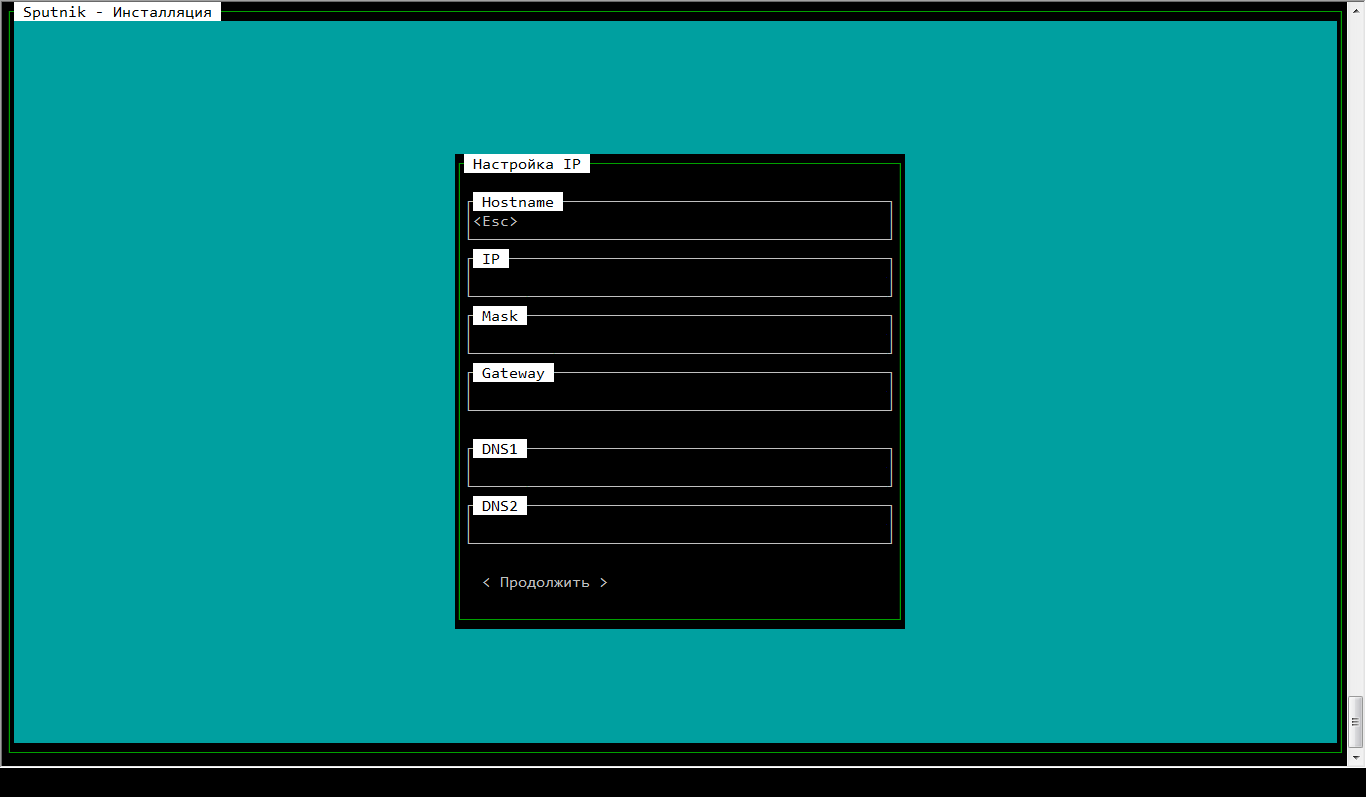 Sputnik - Инсталляция
Настройка IP
Hostname
<Esc>
IP
Mask
Gateway
DNS1
DNS2
< Продолжить >